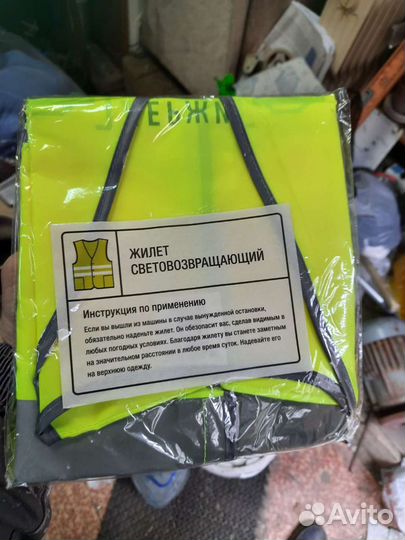 ЖИЛЕТ
СВЕТОВОЗВРАЩАЮЩИЙ
Инструкция по применению
Если вы вышли из машины в случае вынужденной остановки,
обязательно наденьте жилет. Он обезопасит вас, сделав видимым в
любых погодных условиях. Благодаря жилету вы станете заметным
на значительном расстоянии в любое время суток. Надевайте его
на верхнюю одежду.
Avito